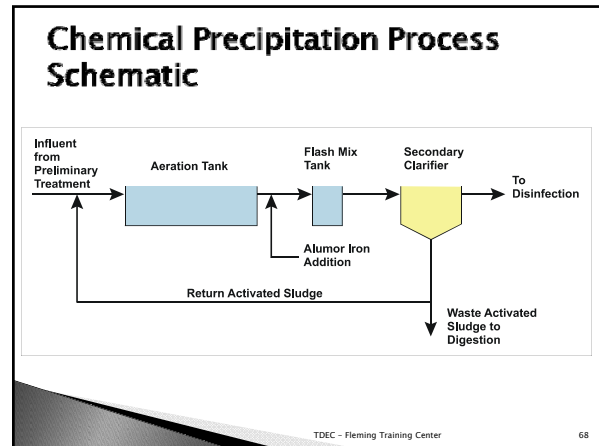 Chemical Precipitation Process
Schematic
Influent
from
Preliminary
Treatment
Aeration Tank
Flash Mix
Tank
Secondary
Clarifier
To
Disinfection
Alumor Iron
Addition
Return Activated Sludge
Waste Activated
Sludge to
Digestion
TDEC – Fleming Training Center
68